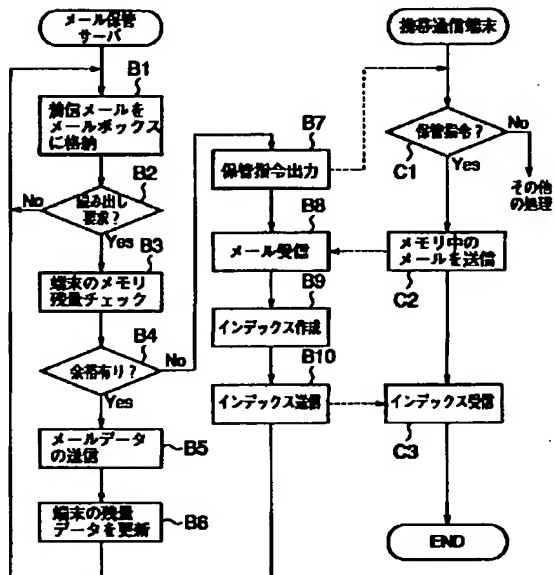 メール保管
サーバ
B1
着信メールを
メールボックス
に格納
B2
読み出し
要求?
No
Yes
B3
端末のメモリ
残量チェック
B4
余裕有り?
No
Yes
メールデータ
の送信
B5
端末の残量
データを更新
B6
B7
保管指令出力
B8
メール受信
B9
インデックス作成
B10
インデックス送信
携帯通信端末
保管指令?
No
C1
Yes
その他
の処理
メモリ中の
メールを送信
C2
インデックス受信
C3
END